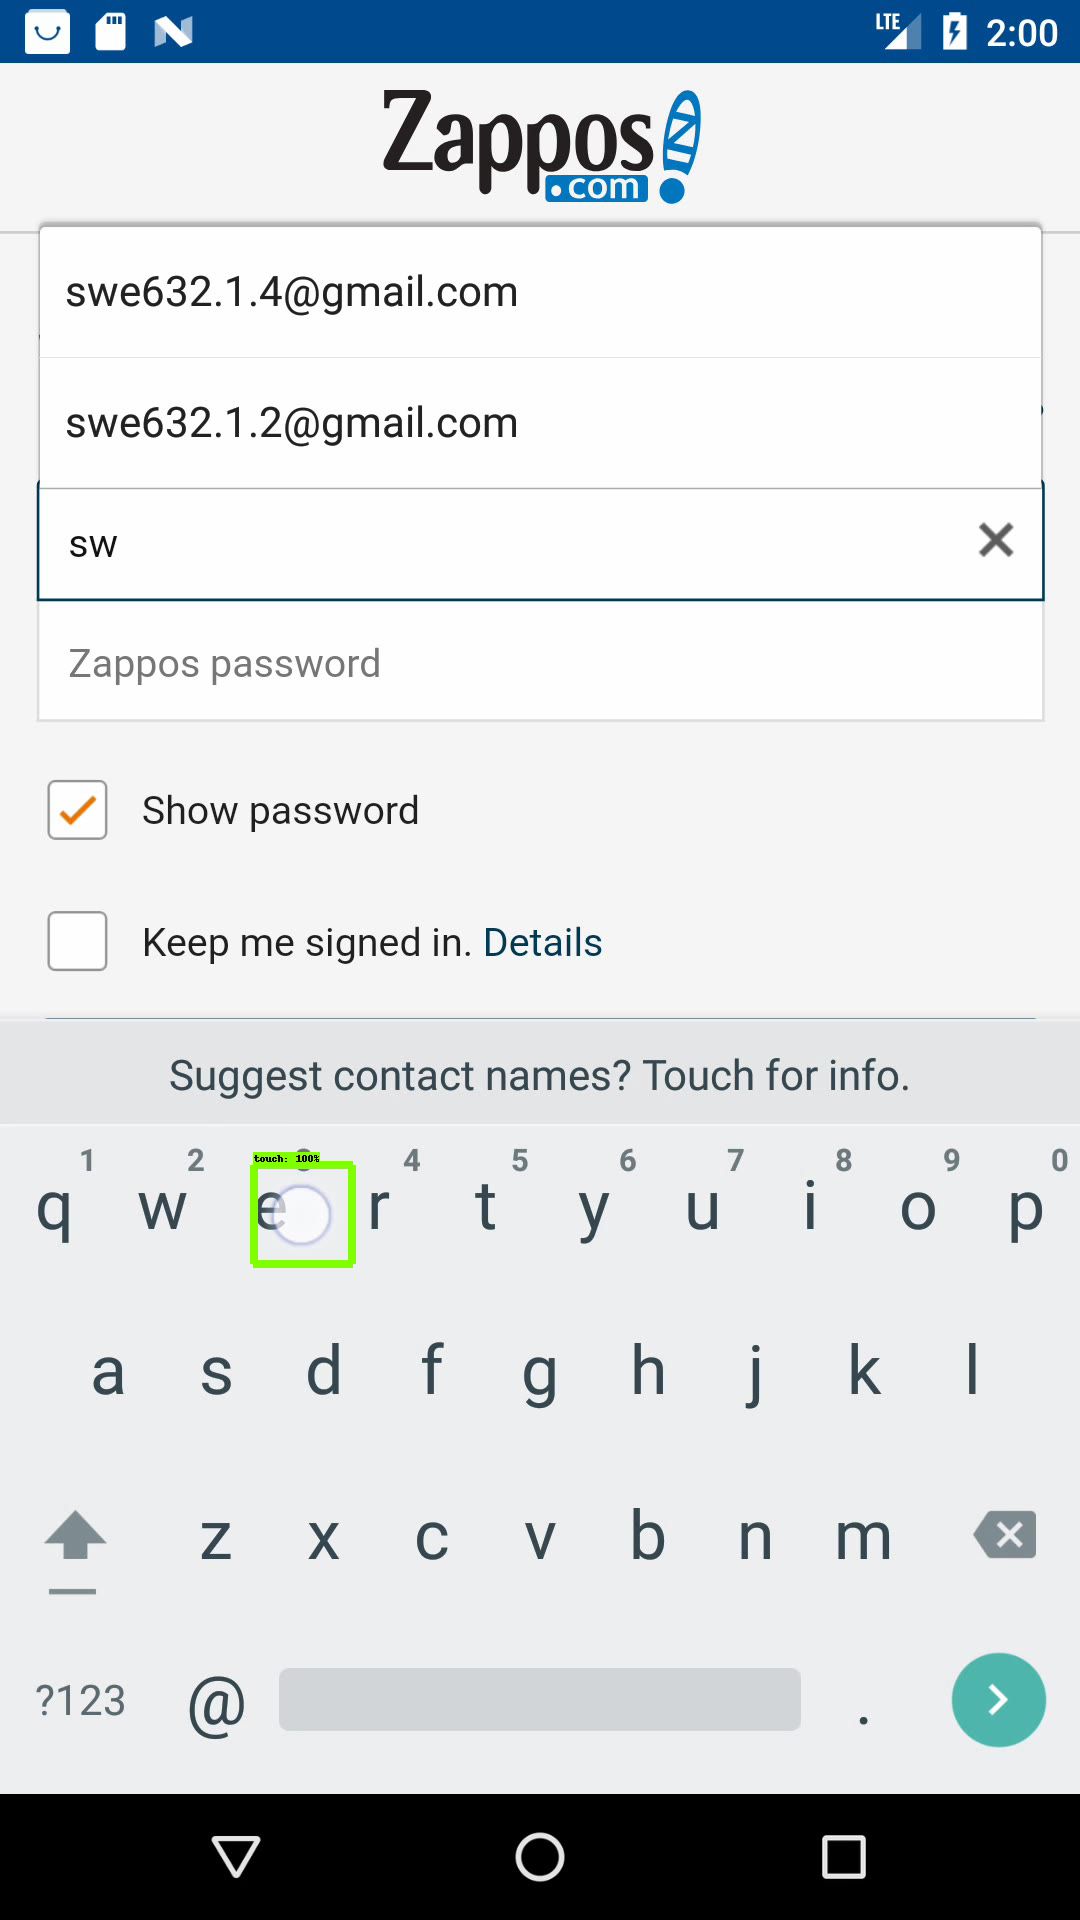 LTE 2:00
Zappos
.com
swe632.1.4@gmail.com
swe632.1.2@gmail.com
sw
Zappos password
Show password
Keep me signed in. Details
Suggest contact names? Touch for info.
touch: 100%
1 2 4 5 6 7 8 9 0
q w e r t y u i o p
a s d f g h j k l
z x c v b n m
?123 @ .